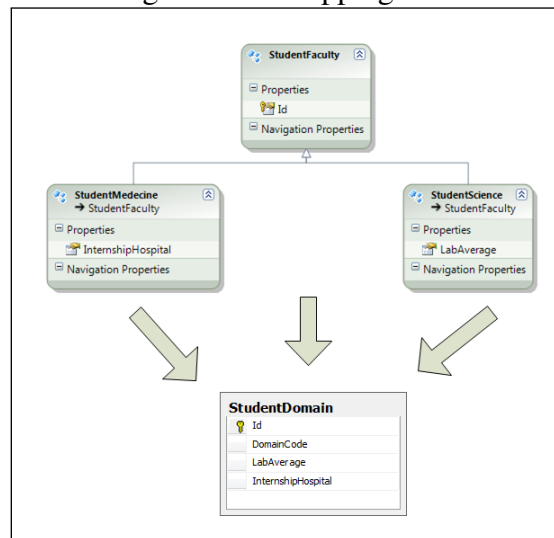 StudentFaculty
Properties
Id
Navigation Properties
StudentMedecine
→ StudentFaculty
Properties
InternshipHospital
Navigation Properties
StudentScience
→ StudentFaculty
Properties
LabAverage
Navigation Properties
StudentDomain
Id
DomainCode
LabAverage
InternshipHospital